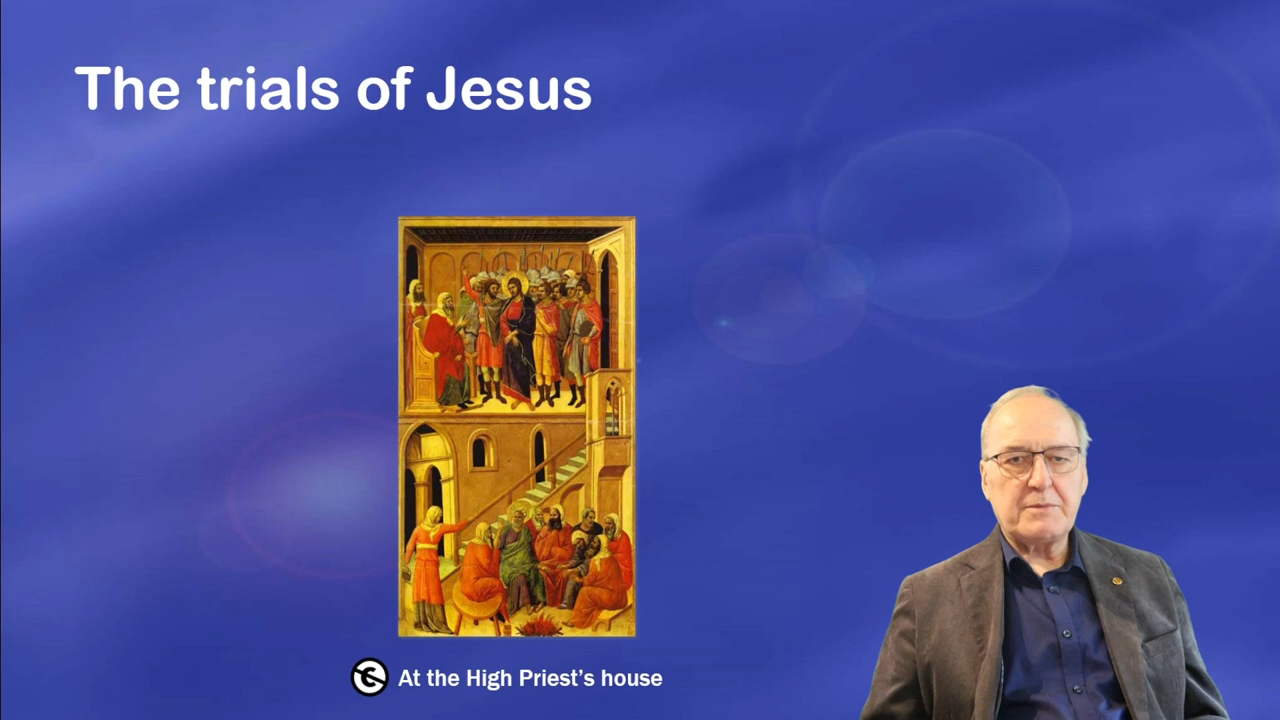 The trials of Jesus
At the High Priest’s house